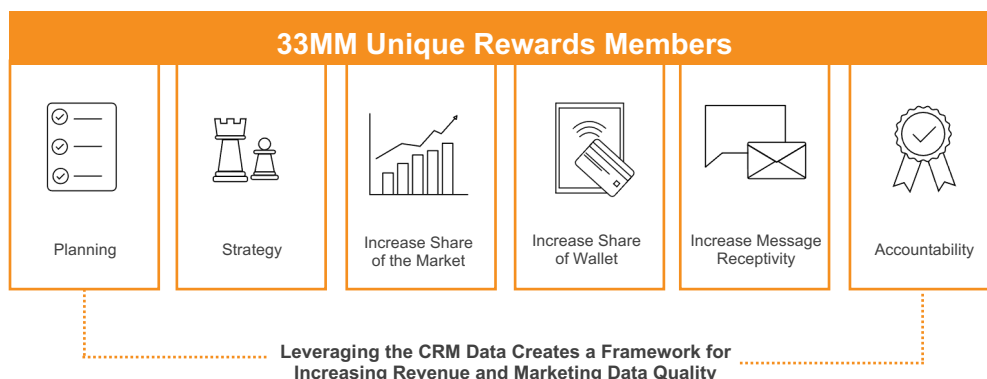 33MM Unique Rewards Members
Planning
Strategy
Increase Share
of the Market
Increase Share
of Wallet
Increase Message
Receptivity
Accountability
Leveraging the CRM Data Creates a Framework for
Increasing Revenue and Marketing Data Quality